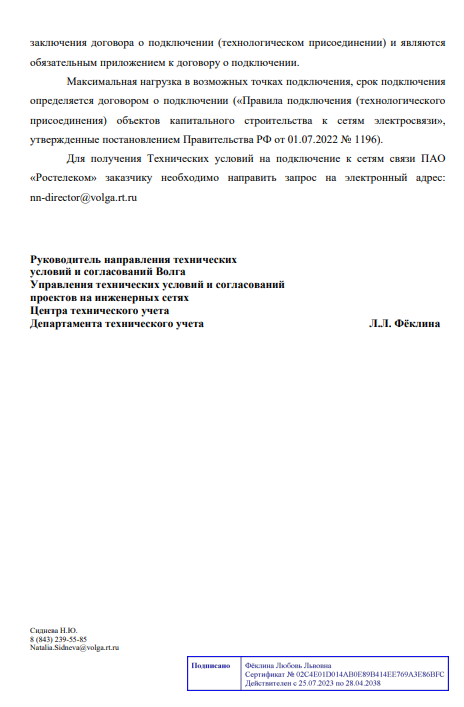 заключения договора о подключении (технологическом присоединении) и являются
обязательным приложением к договору о подключении.
Максимальная нагрузка в возможных точках подключения, срок подключения
определяется договором о подключении («Правила подключения (технологического
присоединения) объектов капитального строительства к сетям электросвязи»,
утвержденные постановлением Правительства РФ от 01.07.2022 № 1196).
Для получения Технических условий на подключение к сетям связи ПАО
«Ростелеком» заказчику необходимо направить запрос на электронный адрес:
nn-director@volga.rt.ru
Руководитель направления технических
условий и согласований Волга
Управления технических условий и согласований
проектов на инженерных сетях
Центра технического учета
Департамента технического учета Л.Л. Фёклина
Сиднева Н.Ю.
8 (843) 239-55-85
Natalia.Sidneva@volga.rt.ru
Подписано Фёклина Любовь Львовна
Сертификат № 02C4E01D014AB0E89B414EE769A3E86BFC
Действителен с 25.07.2023 по 28.04.2038